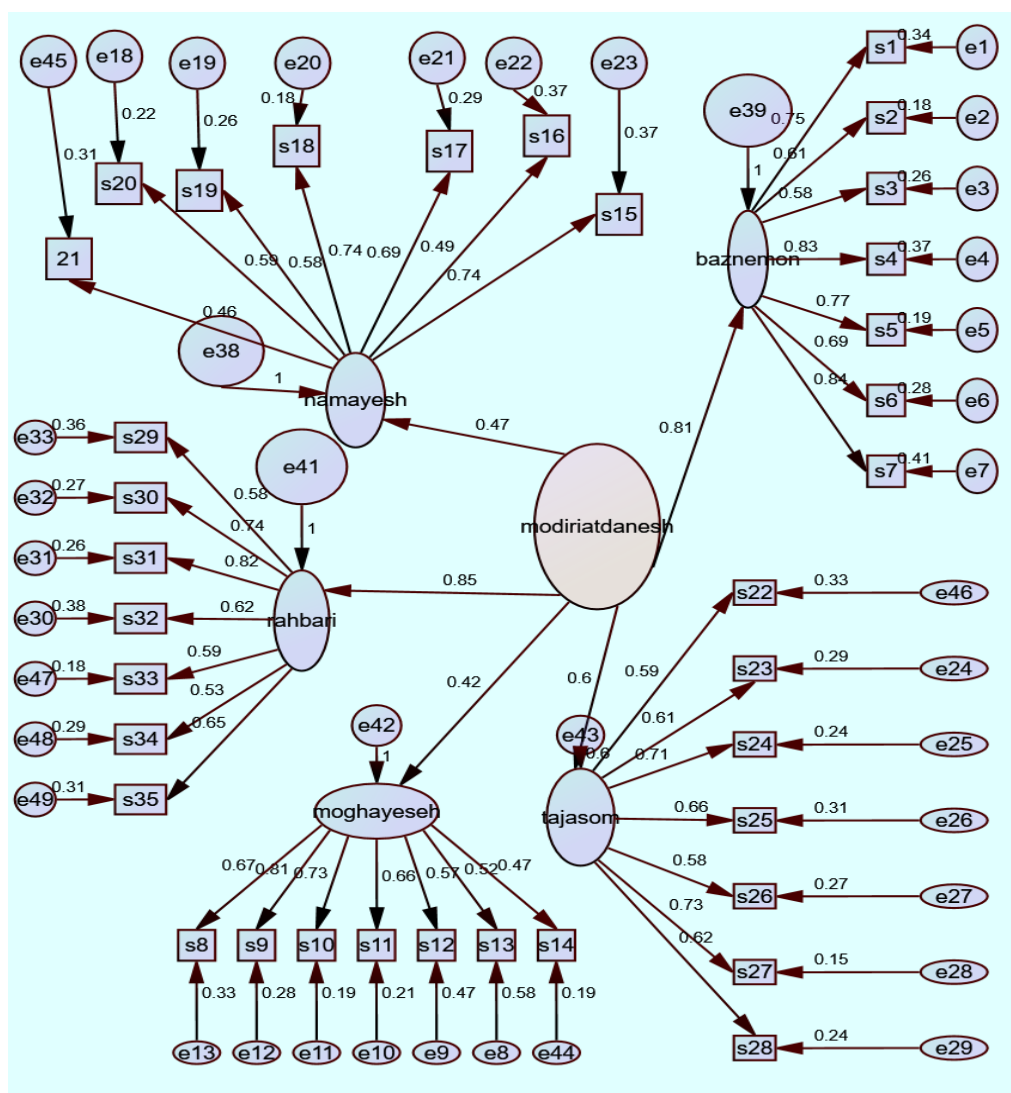 e45 e18 e19 e20 e21 e22 e23
0.31 0.22 0.26 0.18 0.29 0.37 0.37
21 s20 s19 s18 s17 s16 s15
0.46 0.59 0.58 0.74 0.69 0.49 0.74
e38 1 namayesh
0.47
e39 1 baznemon
0.81
0.75 s1 0.34 e1
0.61 s2 0.18 e2
0.58 s3 0.26 e3
0.83 s4 0.37 e4
0.77 s5 0.19 e5
0.69 s6 0.28 e6
0.84 s7 0.41 e7
modiriatdanesh
e41 1 rahbari
0.85
e33 0.36 s29 0.58
e32 0.27 s30 0.74
e31 0.26 s31 0.82
e30 0.38 s32 0.62
e47 0.18 s33 0.59
e48 0.29 s34 0.53
e49 0.31 s35 0.65
0.42
e42 1 moghayeseh
0.67 0.81 0.73 0.66 0.57 0.52 0.47
s8 s9 s10 s11 s12 s13 s14
0.33 0.28 0.19 0.21 0.47 0.58 0.19
e13 e12 e11 e10 e9 e8 e44
0.6
e43 0.6 tajasom
0.59 s22 0.33 e46
0.61 s23 0.29 e24
0.71 s24 0.24 e25
0.66 s25 0.31 e26
0.58 s26 0.27 e27
0.73 s27 0.15 e28
0.62 s28 0.24 e29